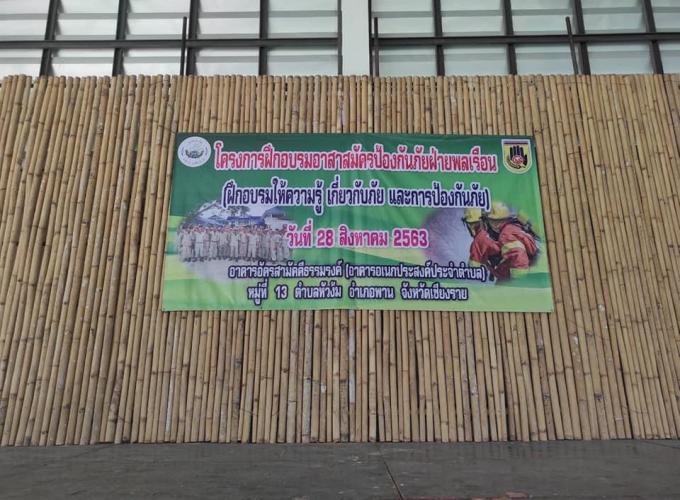 โครงการฝึกอบรมอาสาสมัครป้องกันภัยฝ่ายพลเรือน
(ฝึกอบรมให้ความรู้ เกี่ยวกับภัย และการป้องกันภัย)
วันที่ 28 สิงหาคม 2563
อาคารอัครสามัคคีธรรมรงค์ (อาคารอเนกประสงค์ประจำตำบล)
หมู่ที่ 13 ตำบลหัวง้ม อำเภอพาน จังหวัดเชียงราย